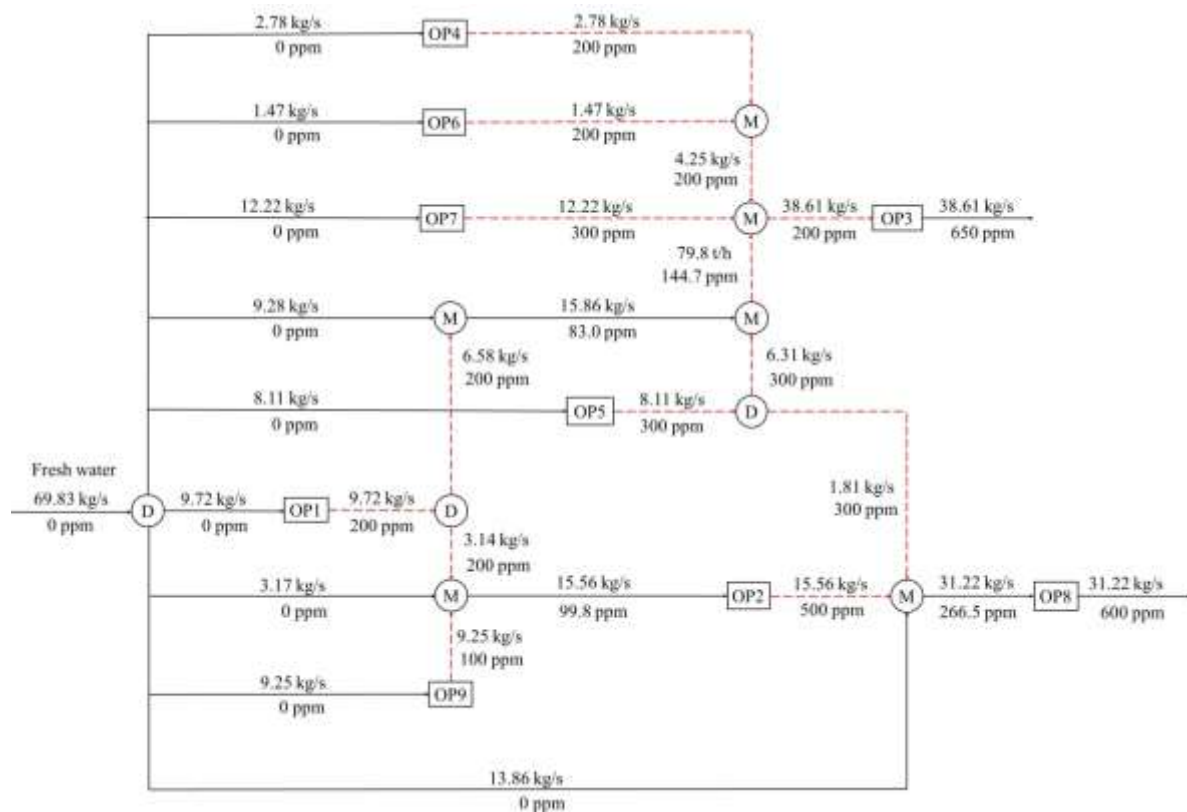 2.78 kg/s 2.78 kg/s
OP4
0 ppm 200 ppm
1.47 kg/s 1.47 kg/s
OP6 M
0 ppm 200 ppm
4.25 kg/s
200 ppm
12.22 kg/s 12.22 kg/s 38.61 kg/s 38.61 kg/s
OP7 M OP3
0 ppm 300 ppm 200 ppm 650 ppm
79.8 t/h
144.7 ppm
9.28 kg/s 15.86 kg/s
M M
0 ppm 83.0 ppm
6.58 kg/s 6.31 kg/s
200 ppm 300 ppm
8.11 kg/s 8.11 kg/s
OP5 D
0 ppm 300 ppm
Fresh water
69.83 kg/s 9.72 kg/s 9.72 kg/s 1.81 kg/s
D OP1 D
0 ppm 0 ppm 200 ppm 300 ppm
3.14 kg/s
200 ppm
3.17 kg/s 15.56 kg/s 15.56 kg/s 31.22 kg/s 31.22 kg/s
M OP2 M OP8
0 ppm 99.8 ppm 500 ppm 266.5 ppm 600 ppm
9.25 kg/s
100 ppm
9.25 kg/s
OP9
0 ppm
13.86 kg/s
0 ppm